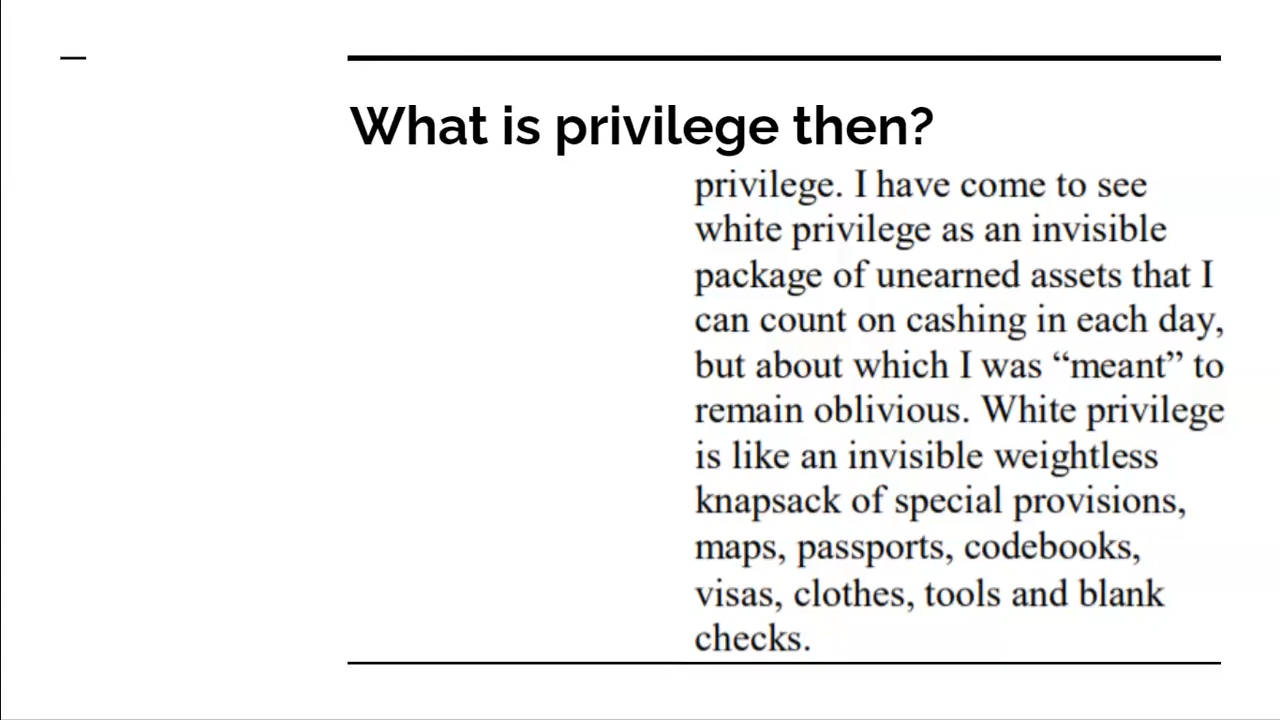 What is privilege then?
privilege. I have come to see
white privilege as an invisible
package of unearned assets that I
can count on cashing in each day,
but about which I was “meant” to
remain oblivious. White privilege
is like an invisible weightless
knapsack of special provisions,
maps, passports, codebooks,
visas, clothes, tools and blank
checks.